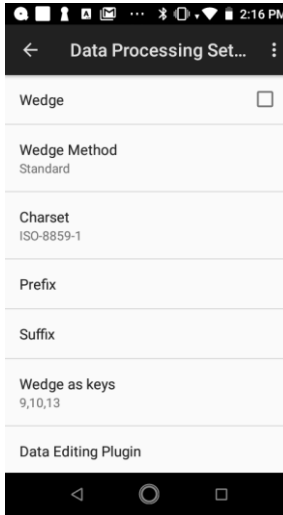 2:16 PM
Data Processing Set...
Wedge
Wedge Method
Standard
Charset
ISO-8859-1
Prefix
Suffix
Wedge as keys
9,10,13
Data Editing Plugin